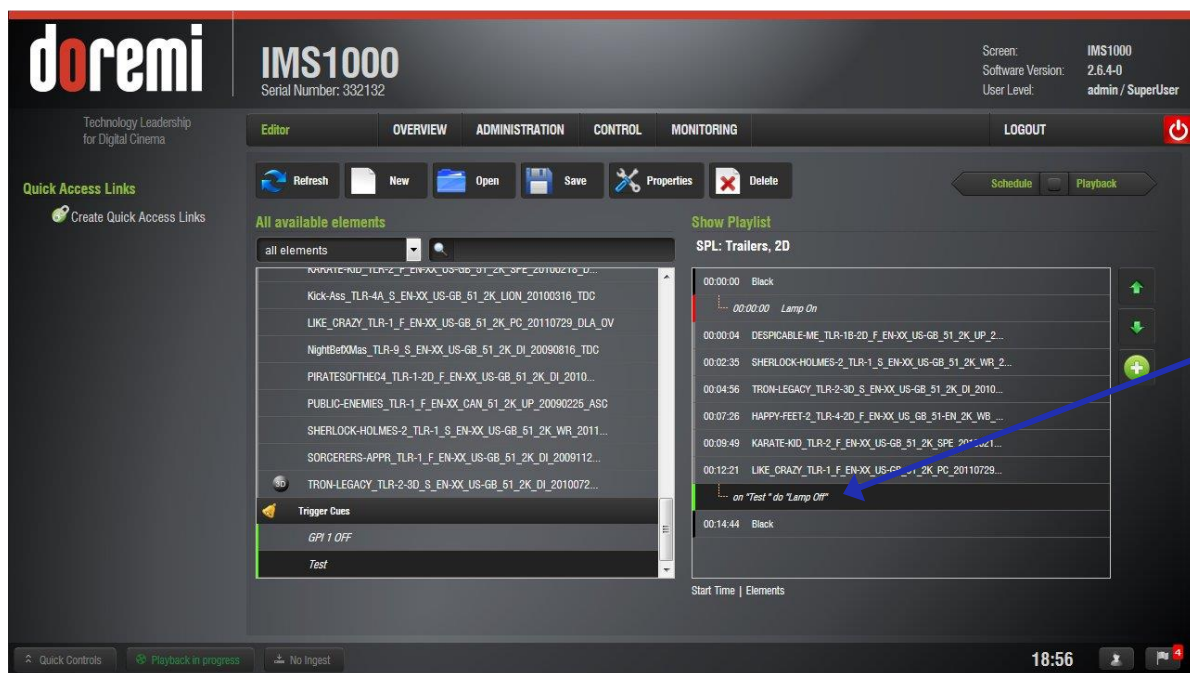 doremi
Technology Leadership
for Digital Cinema
IMS1000
Serial Number: 332132
Screen: IMS1000
Software Version: 2.6.4-0
User Level: admin / SuperUser
Editor OVERVIEW ADMINISTRATION CONTROL MONITORING LOGOUT
Quick Access Links
Create Quick Access Links
Refresh New Open Save Properties Delete
Schedule Playback
All available elements
all elements
KARATE-KID_TLR-2_F_EN-XX_US-GB_51_2K_SPE_20100218_D...
Kick-Ass_TLR-4A_S_EN-XX_US-GB_51_2K_LION_20100316_TDC
LIKE_CRAZY_TLR-1_F_EN-XX_US-GB_51_2K_PC_20110729_DLA_OV
NightBefXMas_TLR-9_S_EN-XX_US-GB_51_2K_DI_20090816_TDC
PIRATESOFTHEC4_TLR-1-2D_F_EN-XX_US-GB_51_2K_DI_2010...
PUBLIC-ENEMIES_TLR-1_F_EN-XX_CAN_51_2K_UP_20090225_ASC
SHERLOCK-HOLMES-2_TLR-1_S_EN-XX_US-GB_51_2K_WR_2011...
SORCERERS-APPR_TLR-1_F_EN-XX_US-GB_51_2K_DI_2009112...
3D TRON-LEGACY_TLR-2-3D_S_EN-XX_US-GB_51_2K_DI_2010072...
Trigger Cues
GPI 1 OFF
Test
Show Playlist
SPL: Trailers, 2D
00:00:00 Black
00:00:00 Lamp On
00:00:04 DESPICABLE-ME_TLR-1B-2D_F_EN-XX_US-GB_51_2K_UP_2...
00:02:35 SHERLOCK-HOLMES-2_TLR-1_S_EN-XX_US-GB_51_2K_WR_2...
00:04:56 TRON-LEGACY_TLR-2-3D_S_EN-XX_US-GB_51_2K_DI_2010...
00:07:26 HAPPY-FEET-2_TLR-4-2D_F_EN-XX_US_GB_51-EN_2K_WB_...
00:09:49 KARATE-KID_TLR-2_F_EN-XX_US-GB_51_2K_SPE_2010021...
00:12:21 LIKE_CRAZY_TLR-1_F_EN-XX_US-GB_51_2K_PC_20110729...
on "Test " do "Lamp Off"
00:14:44 Black
Start Time | Elements
Quick Controls Playback in progress No Ingest
18:56
4